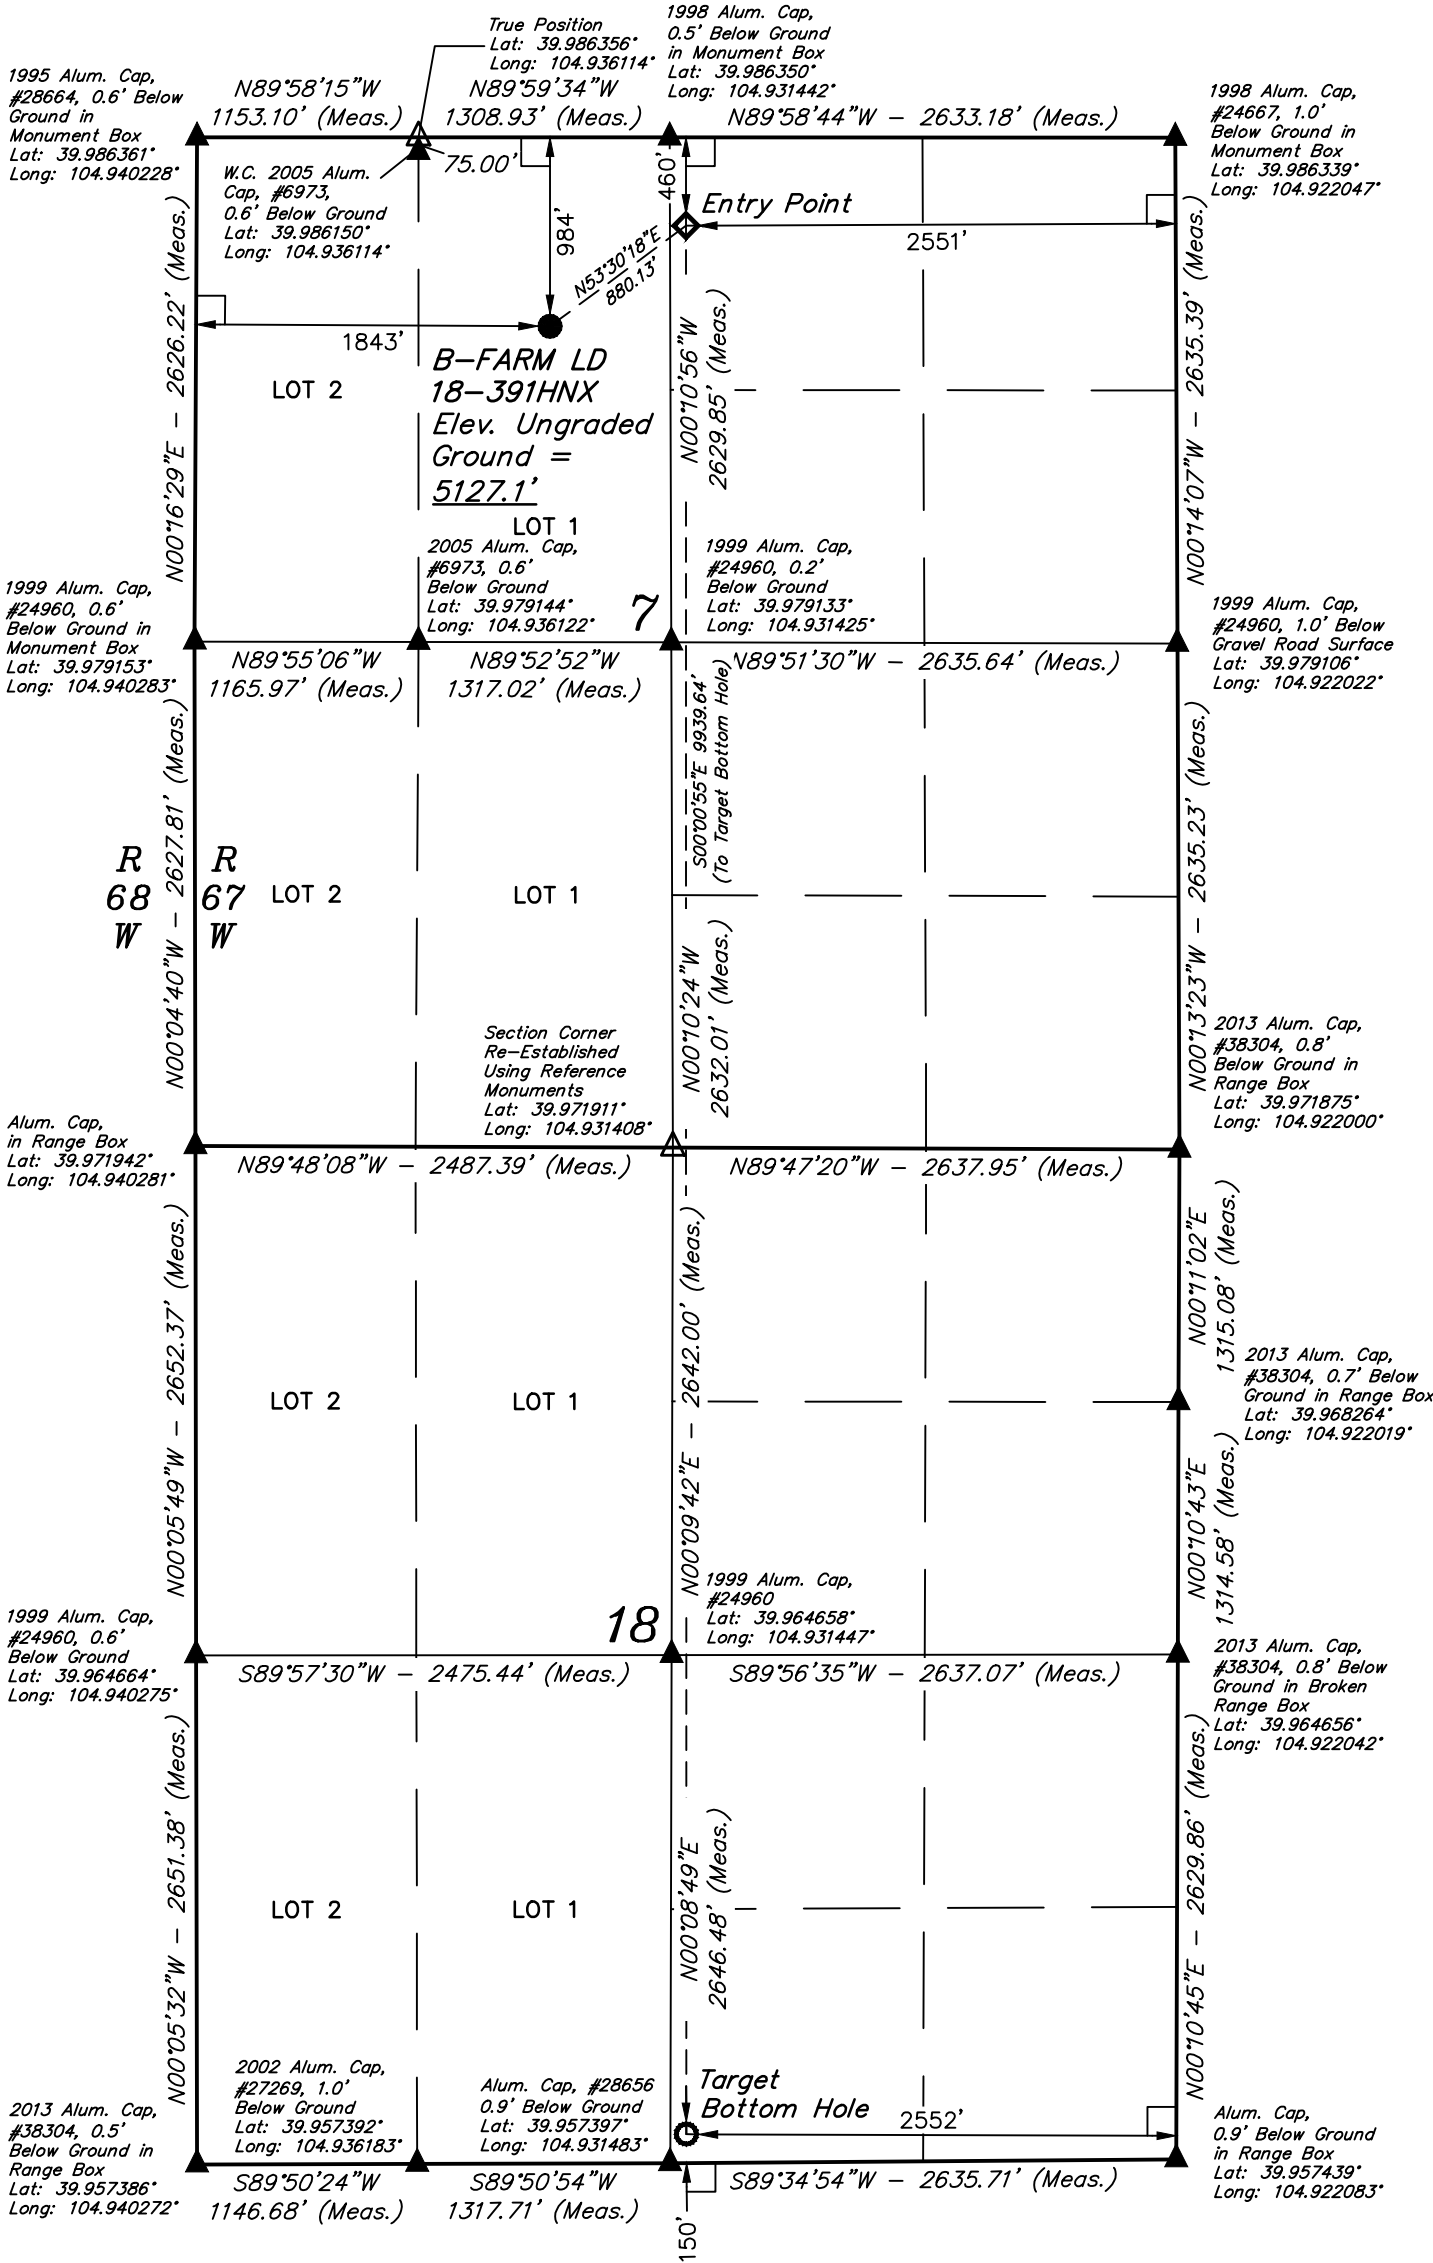 True Position
Lat: 39.986356°
Long: 104.936114°
1998 Alum. Cap,
0.5' Below Ground
in Monument Box
Lat: 39.986350°
Long: 104.931442°
1995 Alum. Cap,
#28664, 0.6' Below
Ground in
Monument Box
Lat: 39.986361°
Long: 104.940228°
N89°58'15"W
1153.10' (Meas.)
N89°59'34"W
1308.93' (Meas.)
N89°58'44"W – 2633.18' (Meas.)
1998 Alum. Cap,
#24667, 1.0'
Below Ground in
Monument Box
Lat: 39.986339°
Long: 104.922047°
W.C. 2005 Alum.
Cap, #6973,
0.6' Below Ground
Lat: 39.986150°
Long: 104.936114°
75.00'
984'
460'
Entry Point
2551'
N53°30'18"E
880.13'
1843'
B–FARM LD
18–391HNX
Elev. Ungraded
Ground =
5127.1'
LOT 2
LOT 1
N00°16'29"E – 2626.22' (Meas.)
N00°10'56"W
2629.85' (Meas.)
N00°14'07"W – 2635.39' (Meas.)
1999 Alum. Cap,
#24960, 0.6'
Below Ground in
Monument Box
Lat: 39.979153°
Long: 104.940283°
2005 Alum. Cap,
#6973, 0.6'
Below Ground
Lat: 39.979144°
Long: 104.936122°
7
1999 Alum. Cap,
#24960, 0.2'
Below Ground
Lat: 39.979133°
Long: 104.931425°
1999 Alum. Cap,
#24960, 1.0' Below
Gravel Road Surface
Lat: 39.979106°
Long: 104.922022°
N89°55'06"W
1165.97' (Meas.)
N89°52'52"W
1317.02' (Meas.)
N89°51'30"W – 2635.64' (Meas.)
S00°00'55"E 9939.64'
(To Target Bottom Hole)
N00°04'40"W – 2627.81' (Meas.)
R
68
W
R
67
W
LOT 2
LOT 1
N00°10'24"W
2632.01' (Meas.)
N00°13'23"W – 2635.23' (Meas.)
Section Corner
Re–Established
Using Reference
Monuments
Lat: 39.971911°
Long: 104.931408°
2013 Alum. Cap,
#38304, 0.8'
Below Ground in
Range Box
Lat: 39.971875°
Long: 104.922000°
Alum. Cap,
in Range Box
Lat: 39.971942°
Long: 104.940281°
N89°48'08"W – 2487.39' (Meas.)
N89°47'20"W – 2637.95' (Meas.)
N00°05'49"W – 2652.37' (Meas.)
N00°09'42"E – 2642.00' (Meas.)
N00°11'02"E
1315.08' (Meas.)
LOT 2
LOT 1
2013 Alum. Cap,
#38304, 0.7' Below
Ground in Range Box
Lat: 39.968264°
Long: 104.922019°
N00°10'43"E
1314.58' (Meas.)
1999 Alum. Cap,
#24960, 0.6'
Below Ground
Lat: 39.964664°
Long: 104.940275°
18
1999 Alum. Cap,
#24960
Lat: 39.964658°
Long: 104.931447°
2013 Alum. Cap,
#38304, 0.8' Below
Ground in Broken
Range Box
Lat: 39.964656°
Long: 104.922042°
S89°57'30"W – 2475.44' (Meas.)
S89°56'35"W – 2637.07' (Meas.)
N00°05'32"W – 2651.38' (Meas.)
LOT 2
LOT 1
N00°08'49"E
2646.48' (Meas.)
N00°10'45"E – 2629.86' (Meas.)
2013 Alum. Cap,
#38304, 0.5'
Below Ground in
Range Box
Lat: 39.957386°
Long: 104.940272°
2002 Alum. Cap,
#27269, 1.0'
Below Ground
Lat: 39.957392°
Long: 104.936183°
Alum. Cap, #28656
0.9' Below Ground
Lat: 39.957397°
Long: 104.931483°
Target
Bottom Hole
2552'
Alum. Cap,
0.9' Below Ground
in Range Box
Lat: 39.957439°
Long: 104.922083°
S89°50'24"W
1146.68' (Meas.)
S89°50'54"W
1317.71' (Meas.)
S89°34'54"W – 2635.71' (Meas.)
150'